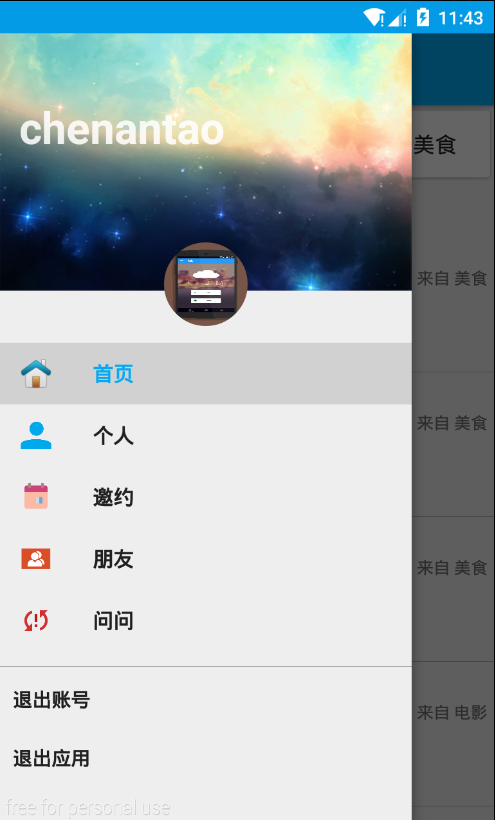 11:43
chenantao
美食
来自 美食
首页
来自 美食
个人
邀约
朋友
来自 美食
问问
退出账号
来自 电影
退出应用
free for personal use